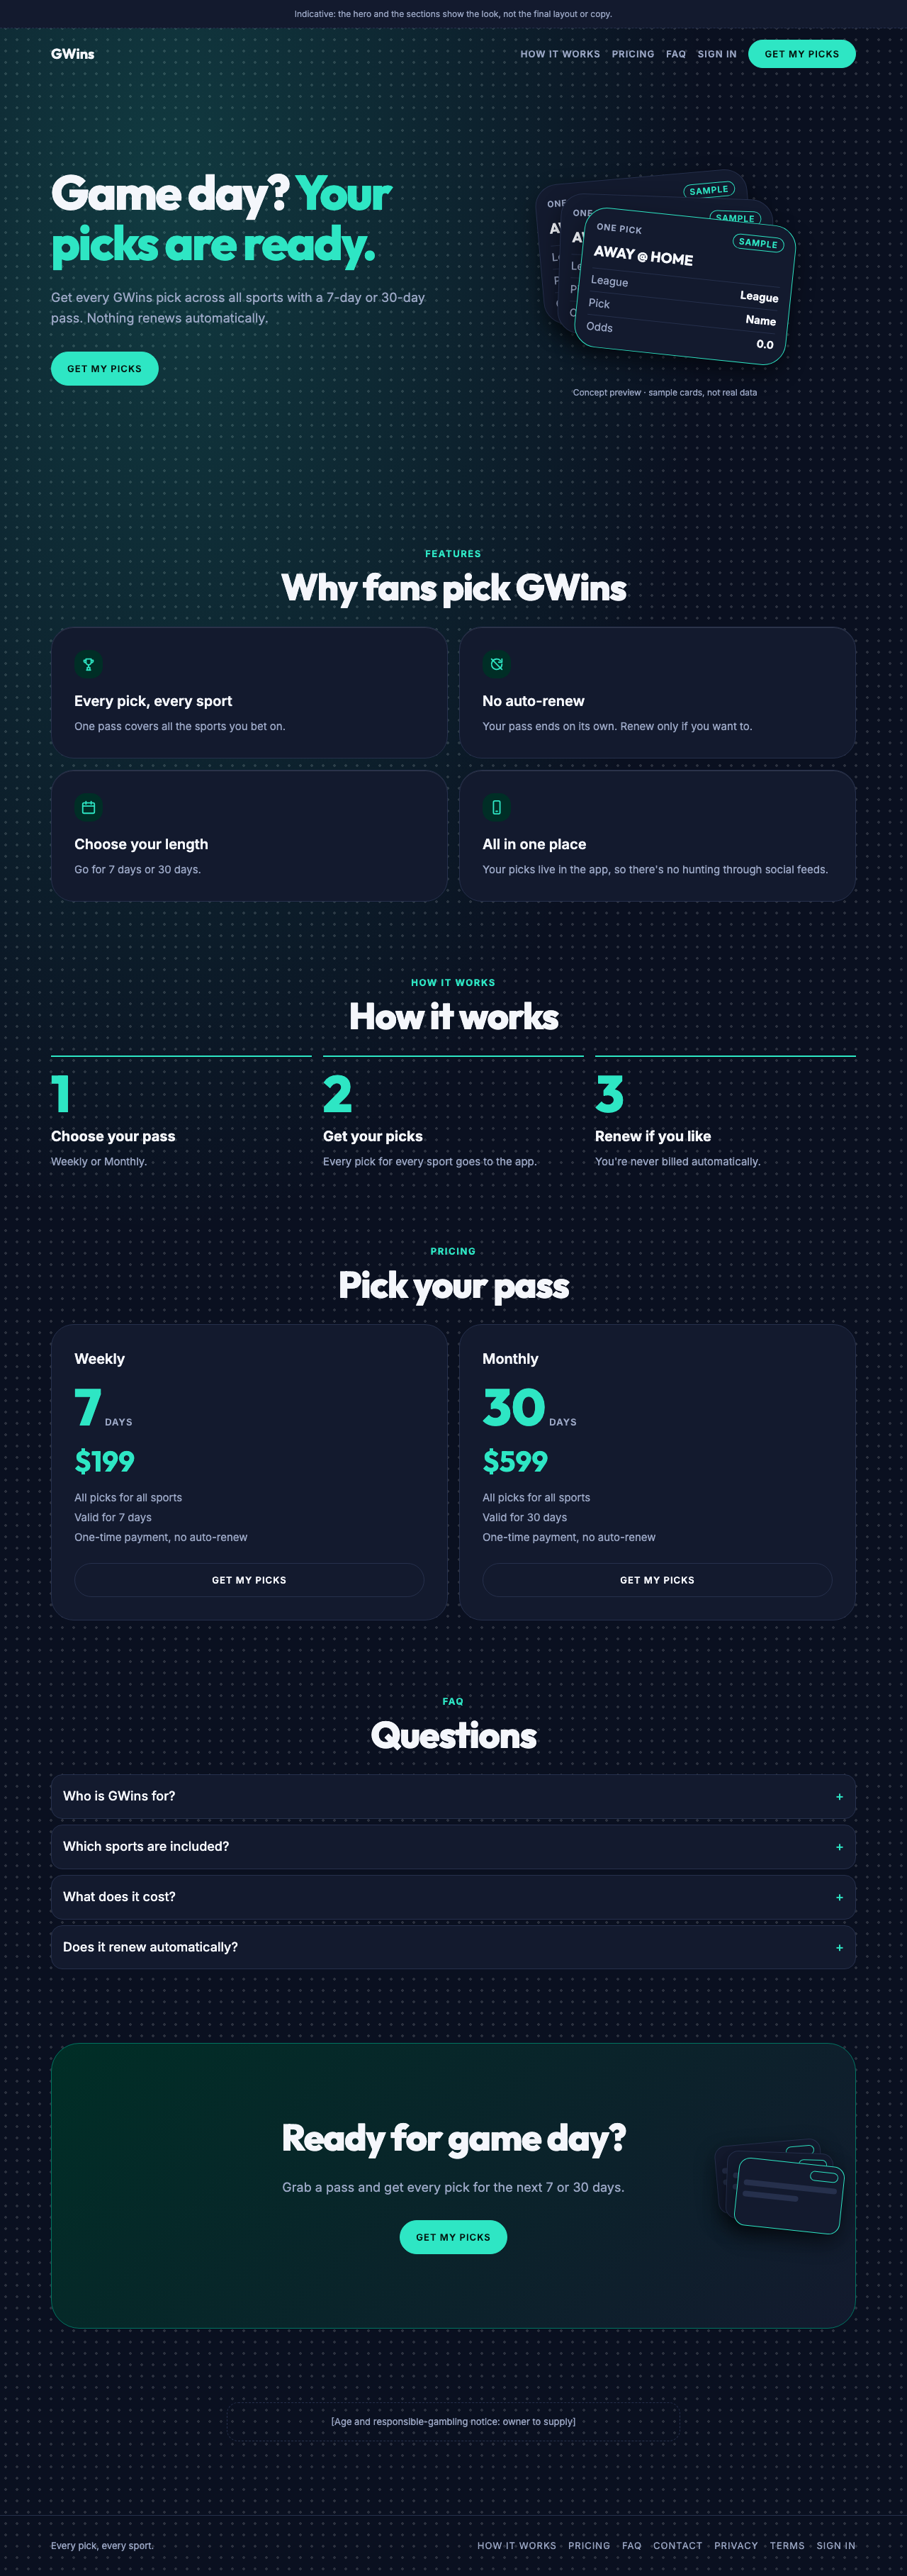 Indicative: the hero and the sections show the look, not the final layout or copy.
GWins
HOW IT WORKS PRICING FAQ SIGN IN GET MY PICKS
Game day? Your
picks are ready.
Get every GWins pick across all sports with a 7-day or 30-day
pass. Nothing renews automatically.
GET MY PICKS
SAMPLE
SAMPLE
ONE PICK SAMPLE
AWAY @ HOME
League League
Pick Name
Odds 0.0
Concept preview · sample cards, not real data
FEATURES
Why fans pick GWins
Every pick, every sport
One pass covers all the sports you bet on.
No auto-renew
Your pass ends on its own. Renew only if you want to.
Choose your length
Go for 7 days or 30 days.
All in one place
Your picks live in the app, so there's no hunting through social feeds.
HOW IT WORKS
How it works
1
Choose your pass
Weekly or Monthly.
2
Get your picks
Every pick for every sport goes to the app.
3
Renew if you like
You're never billed automatically.
PRICING
Pick your pass
Weekly
7 DAYS
$199
All picks for all sports
Valid for 7 days
One-time payment, no auto-renew
GET MY PICKS
Monthly
30 DAYS
$599
All picks for all sports
Valid for 30 days
One-time payment, no auto-renew
GET MY PICKS
FAQ
Questions
Who is GWins for? +
Which sports are included? +
What does it cost? +
Does it renew automatically? +
Ready for game day?
Grab a pass and get every pick for the next 7 or 30 days.
GET MY PICKS
[Age and responsible-gambling notice: owner to supply]
Every pick, every sport.
HOW IT WORKS PRICING FAQ CONTACT PRIVACY TERMS SIGN IN